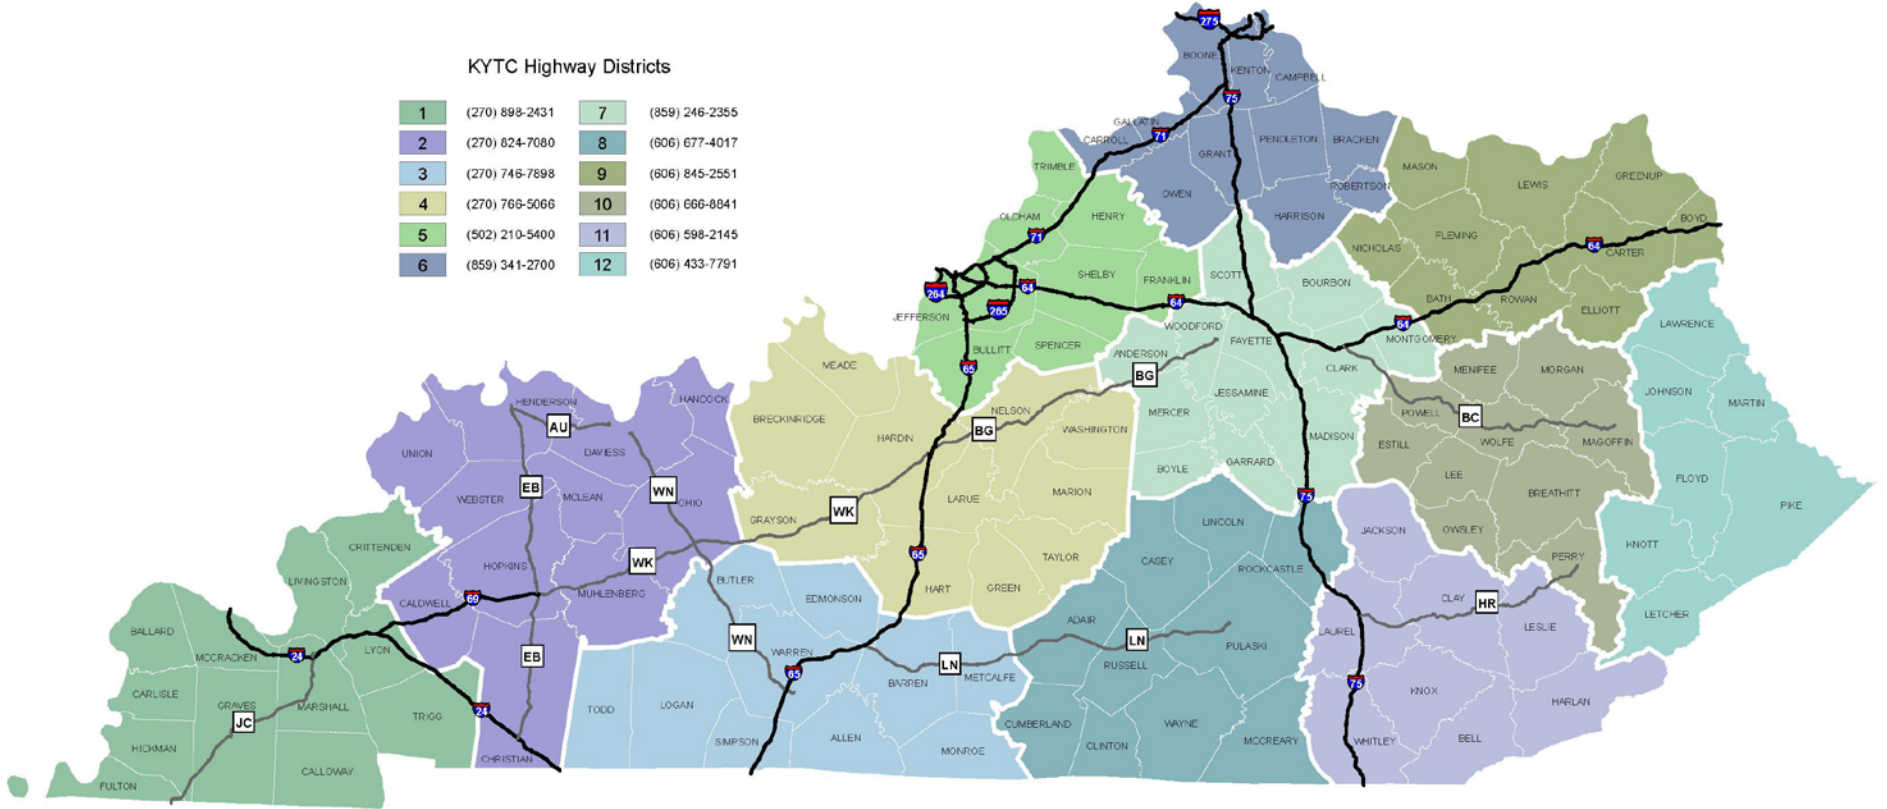 KYTC Highway Districts
1 (270) 898-2431 7 (859) 246-2355
2 (270) 824-7080 8 (606) 677-4017
3 (270) 746-7898 9 (606) 845-2551
4 (270) 766-5066 10 (606) 666-8841
5 (502) 210-5400 11 (606) 598-2145
6 (859) 341-2700 12 (606) 433-7791
275
BOONE
KENTON
CAMPBELL
75
GALLATIN
71
CARROLL
PENDLETON
BRACKEN
GRANT
OWEN
ROBERTSON
HARRISON
MASON
LEWIS
GREENUP
BOYD
FLEMING
NICHOLAS
64
CARTER
BATH
ROWAN
ELLIOTT
TRIMBLE
OLDHAM
HENRY
71
SHELBY
FRANKLIN
264
64
265
64
JEFFERSON
BULLITT
SPENCER
65
SCOTT
BOURBON
WOODFORD
FAYETTE
64
MONTGOMERY
ANDERSON
BG
CLARK
JESSAMINE
MERCER
MADISON
BOYLE
GARRARD
75
LAWRENCE
JOHNSON
MARTIN
FLOYD
PIKE
KNOTT
LETCHER
MENIFEE
MORGAN
POWELL
BC
ESTILL
WOLFE
MAGOFFIN
LEE
BREATHITT
OWSLEY
PERRY
MEADE
BRECKINRIDGE
HARDIN
NELSON
BG
WASHINGTON
LARUE
MARION
GRAYSON
WK
65
TAYLOR
HART
GREEN
HANCOCK
HENDERSON
AU
UNION
DAVIESS
EB
WN
WEBSTER
MCLEAN
OHIO
HOPKINS
WK
MUHLENBERG
CALDWELL
69
EB
CHRISTIAN
CRITTENDEN
LIVINGSTON
BALLARD
MCCRACKEN
24
LYON
CARLISLE
GRAVES
MARSHALL
JC
TRIGG
24
HICKMAN
CALLOWAY
FULTON
BUTLER
EDMONSON
WN
WARREN
65
LN
BARREN
METCALFE
TODD
LOGAN
SIMPSON
ALLEN
MONROE
LINCOLN
CASEY
ROCKCASTLE
ADAIR
LN
PULASKI
RUSSELL
CUMBERLAND
WAYNE
CLINTON
MCCREARY
JACKSON
CLAY
HR
LAUREL
LESLIE
75
KNOX
HARLAN
WHITLEY
BELL